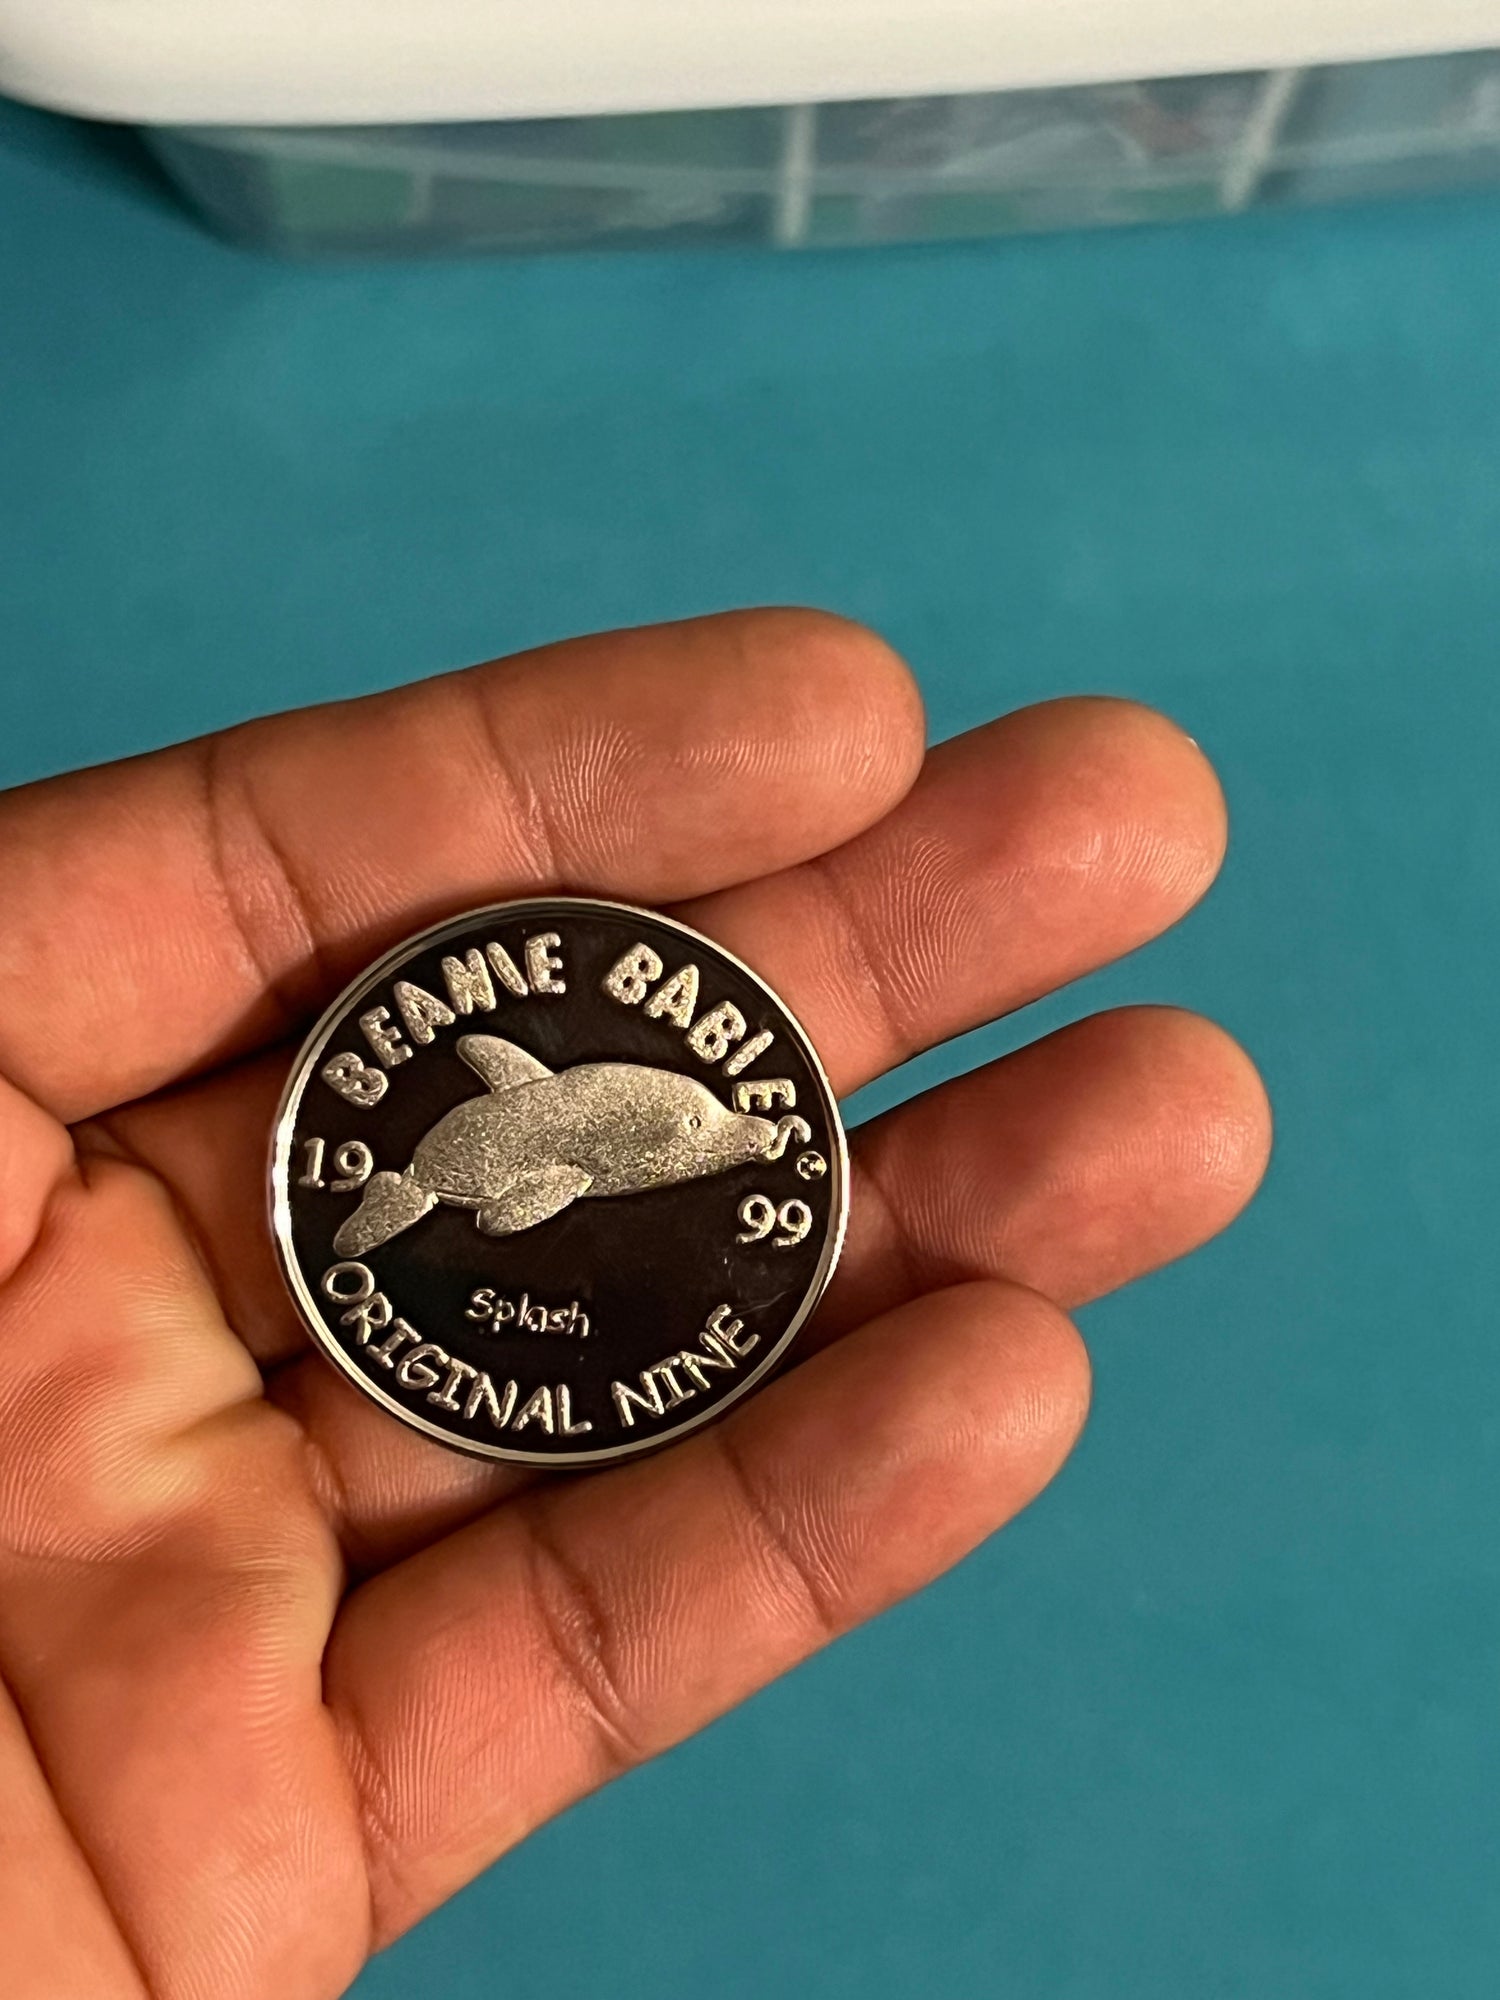 BEANIE BABIES
19 99
Splash
ORIGINAL NINE